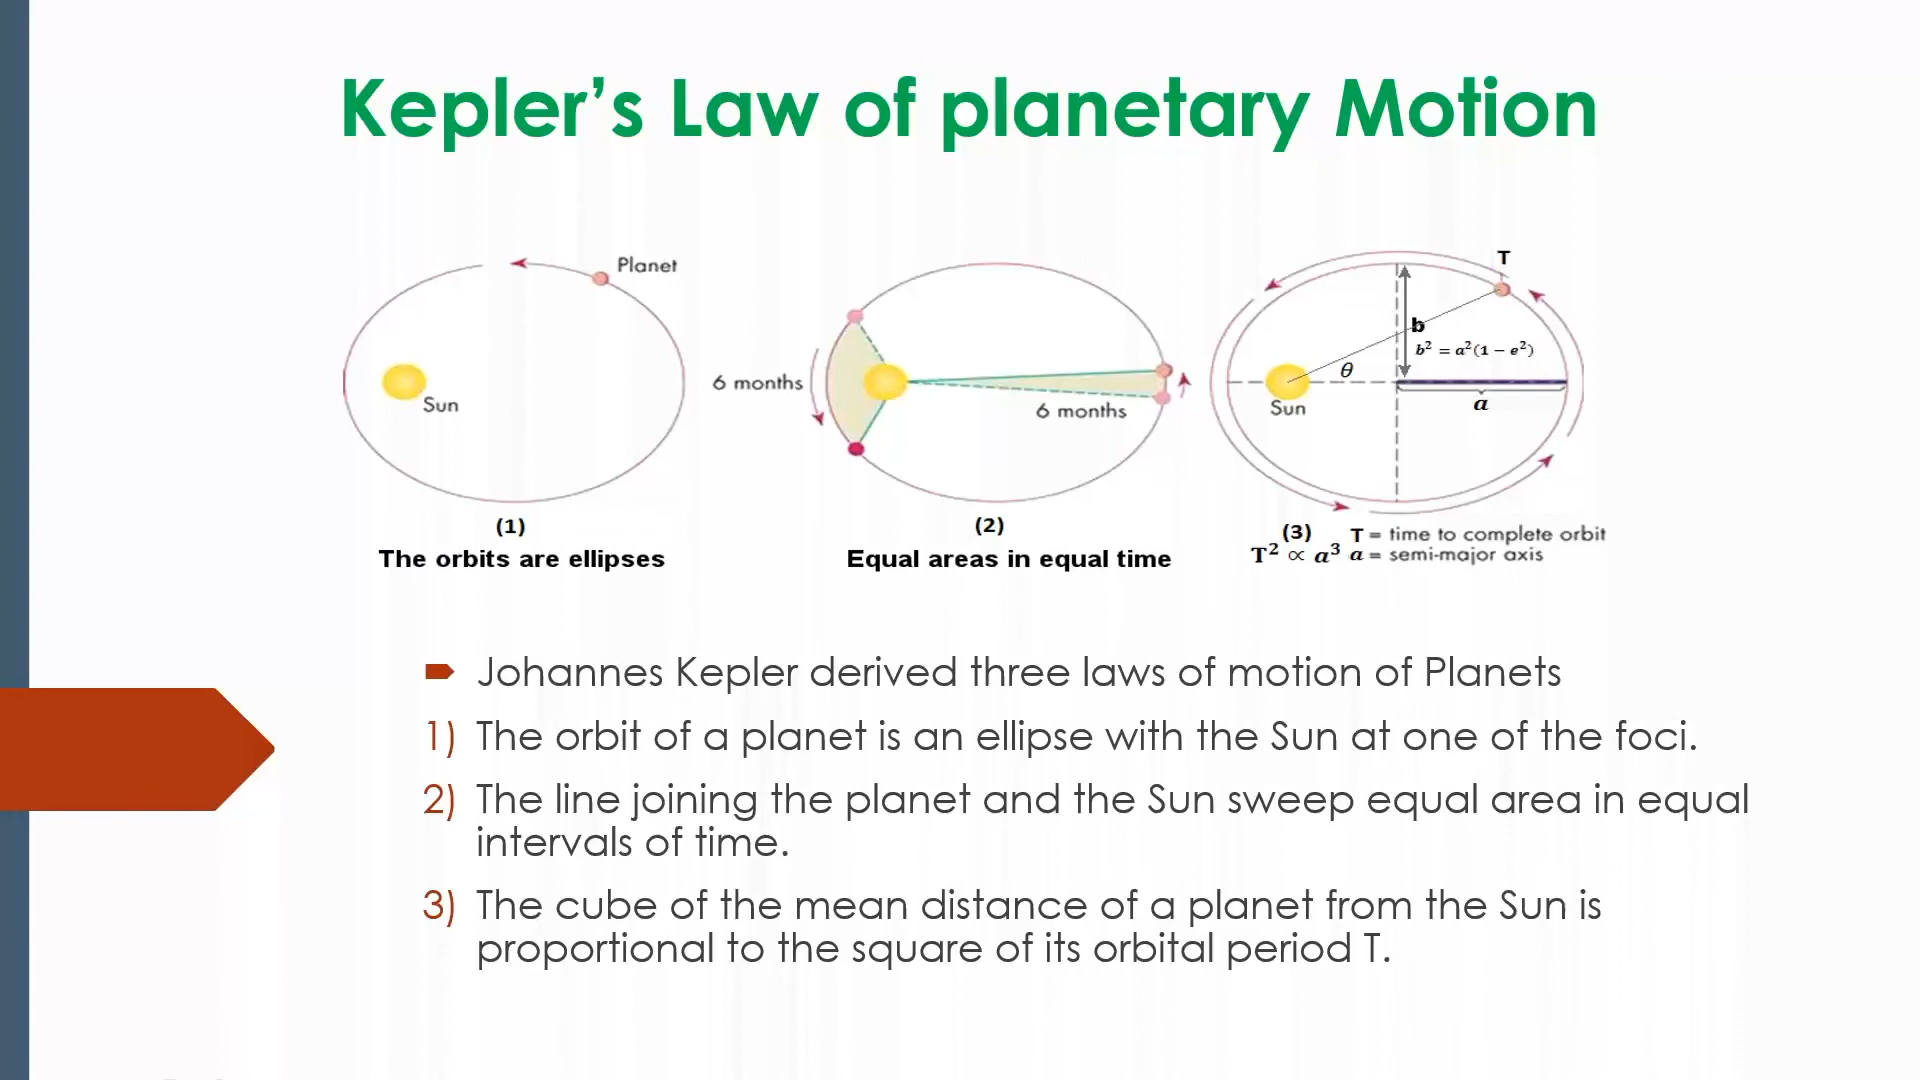 Kepler’s Law of planetary Motion
Planet
Sun
(1)
The orbits are ellipses
6 months
6 months
(2)
Equal areas in equal time
T
b
b² = a²(1 − e²)
θ
Sun
a
(3) T = time to complete orbit
T² ∝ a³ a = semi-major axis
Johannes Kepler derived three laws of motion of Planets
1) The orbit of a planet is an ellipse with the Sun at one of the foci.
2) The line joining the planet and the Sun sweep equal area in equal
intervals of time.
3) The cube of the mean distance of a planet from the Sun is
proportional to the square of its orbital period T.